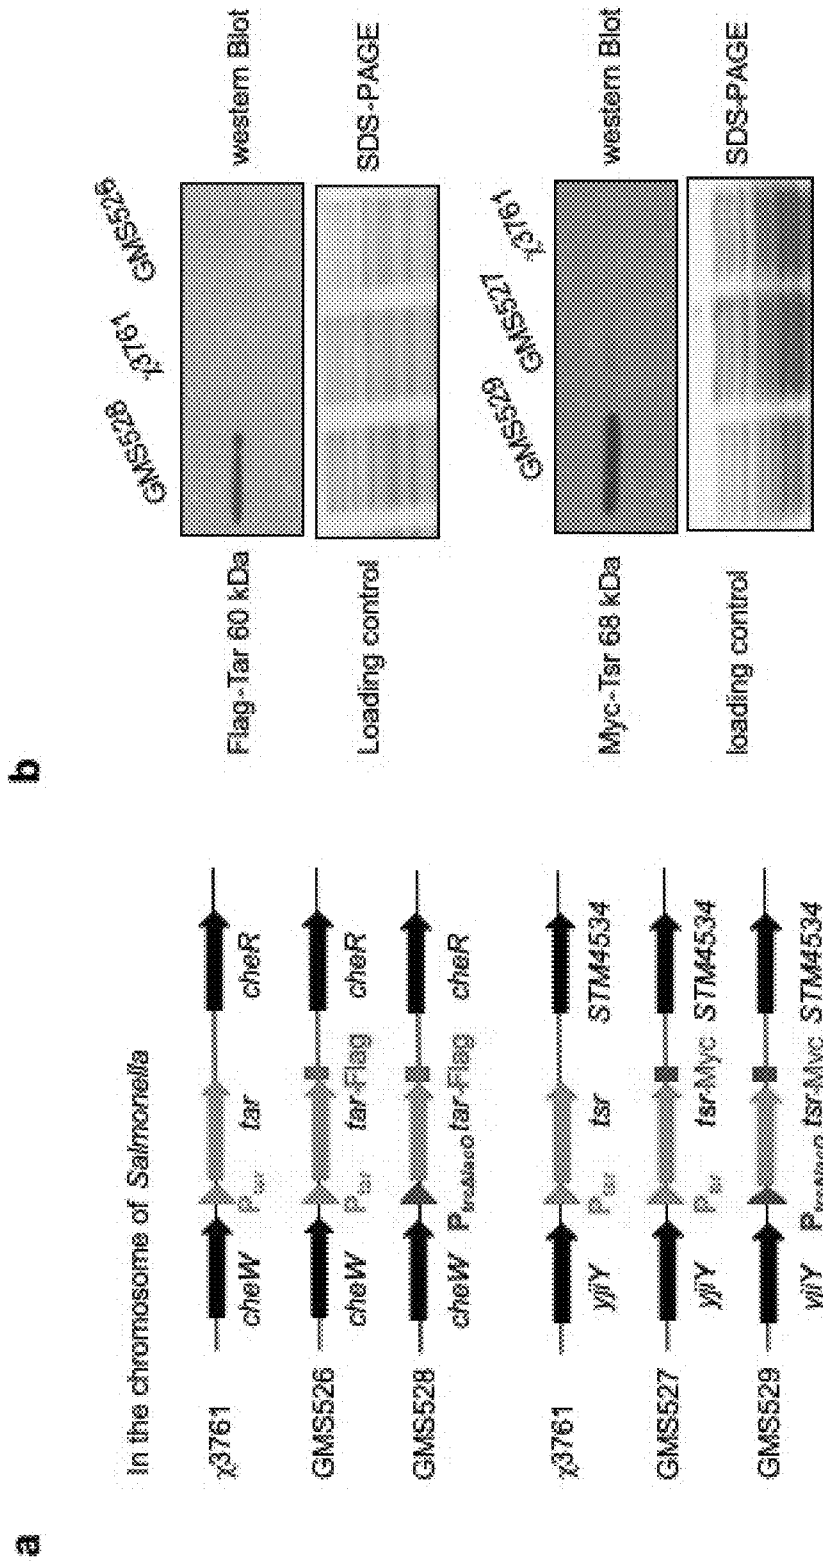 a
In the chromosome of Salmonella
χ3761
cheW
tar
cheR
GMS526
cheW
tar-Flag
cheR
GMS528
cheW
tar-Flag
cheR
χ3761
yjiY
tsr
STM4534
GMS527
yjiY
tsr-Myc
STM4534
GMS529
yjiY
tsr-Myc
STM4534
b
GMS528 χ3761 GMS526
Flag-Tar 60 kDa
western Blot
Loading control
SDS-PAGE
GMS529 GMS527 χ3761
Myc-Tsr 68 kDa
western Blot
loading control
SDS-PAGE